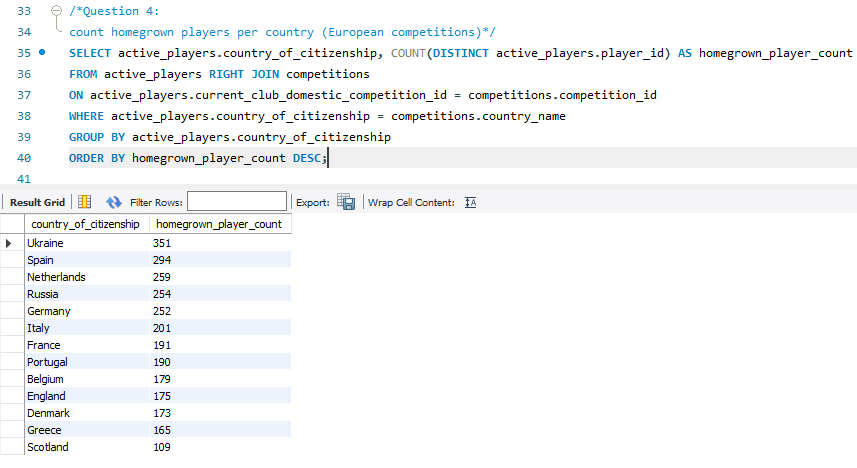 33 /*Question 4:
34 count homegrown players per country (European competitions)*/
35 SELECT active_players.country_of_citizenship, COUNT(DISTINCT active_players.player_id) AS homegrown_player_count
36 FROM active_players RIGHT JOIN competitions
37 ON active_players.current_club_domestic_competition_id = competitions.competition_id
38 WHERE active_players.country_of_citizenship = competitions.country_name
39 GROUP BY active_players.country_of_citizenship
40 ORDER BY homegrown_player_count DESC;
41
Result Grid Filter Rows: Export: Wrap Cell Content: IA
country_of_citizenship homegrown_player_count
Ukraine 351
Spain 294
Netherlands 259
Russia 254
Germany 252
Italy 201
France 191
Portugal 190
Belgium 179
England 175
Denmark 173
Greece 165
Scotland 109